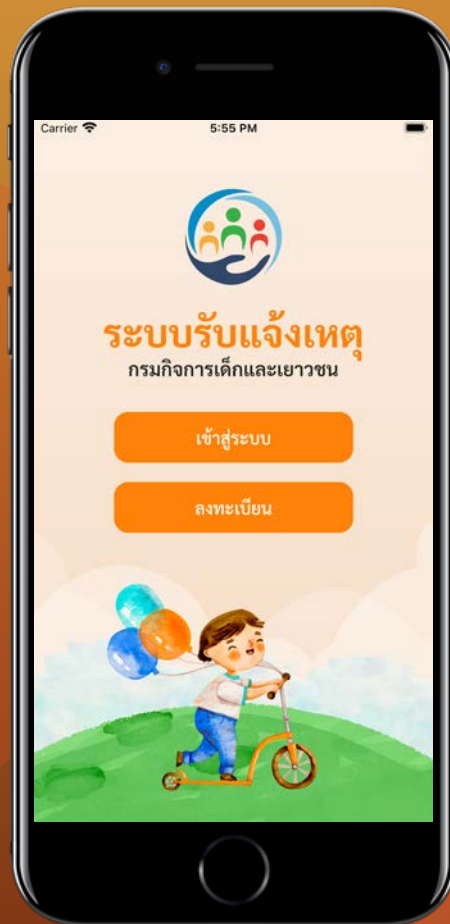 Carrier
5:55 PM
ระบบรับแจ้งเหตุ
กรมกิจการเด็กและเยาวชน
เข้าสู่ระบบ
ลงทะเบียน